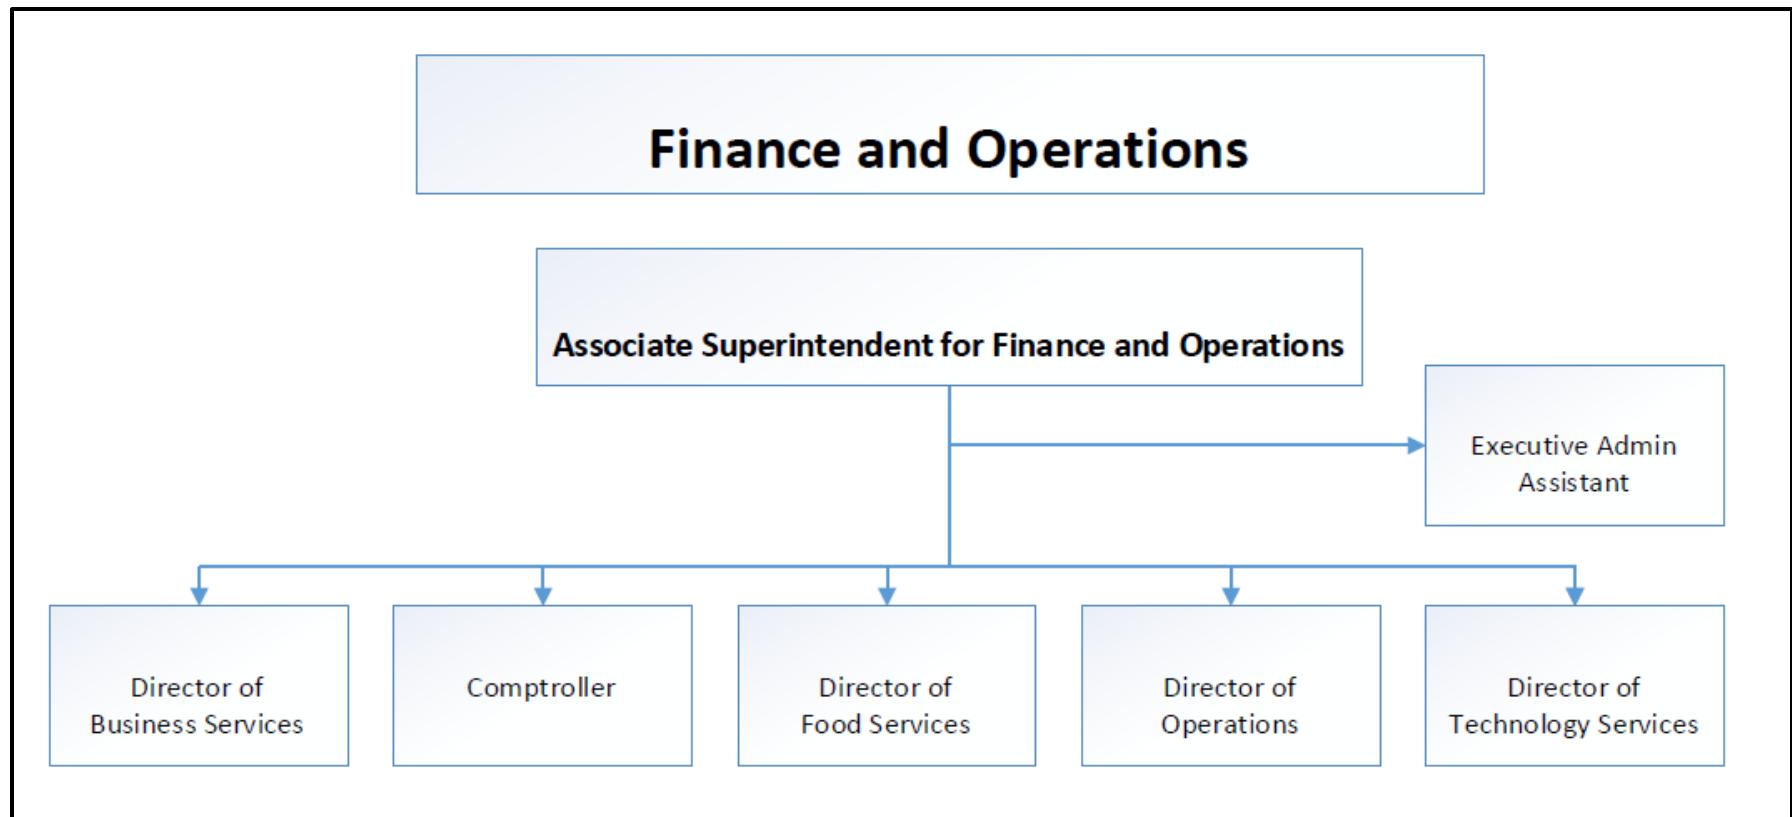 Finance and Operations
Associate Superintendent for Finance and Operations
Executive Admin
Assistant
Director of
Business Services
Comptroller
Director of
Food Services
Director of
Operations
Director of
Technology Services